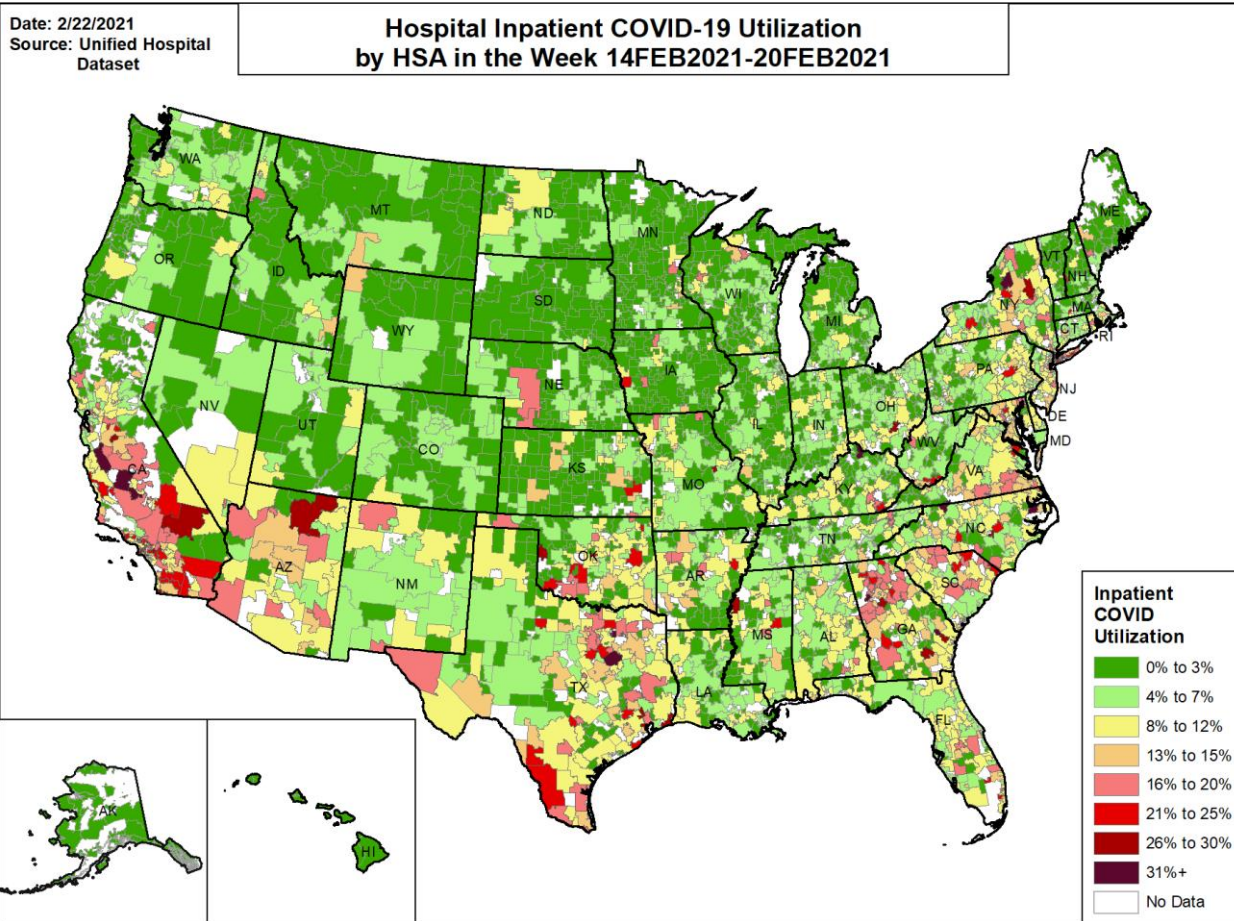 Date: 2/22/2021
Source: Unified Hospital
Dataset
Hospital Inpatient COVID-19 Utilization
by HSA in the Week 14FEB2021-20FEB2021
WA
MT
ND
MN
ME
OR
ID
SD
WI
MI
VT
NH
NY
MA
CT
RI
WY
IA
NE
PA
NJ
NV
UT
CO
IL
IN
OH
DE
MD
WV
CA
KS
MO
VA
KY
NC
TN
OK
AR
AZ
NM
SC
MS
AL
GA
TX
LA
FL
AK
HI
Inpatient
COVID
Utilization
0% to 3%
4% to 7%
8% to 12%
13% to 15%
16% to 20%
21% to 25%
26% to 30%
31%+
No Data